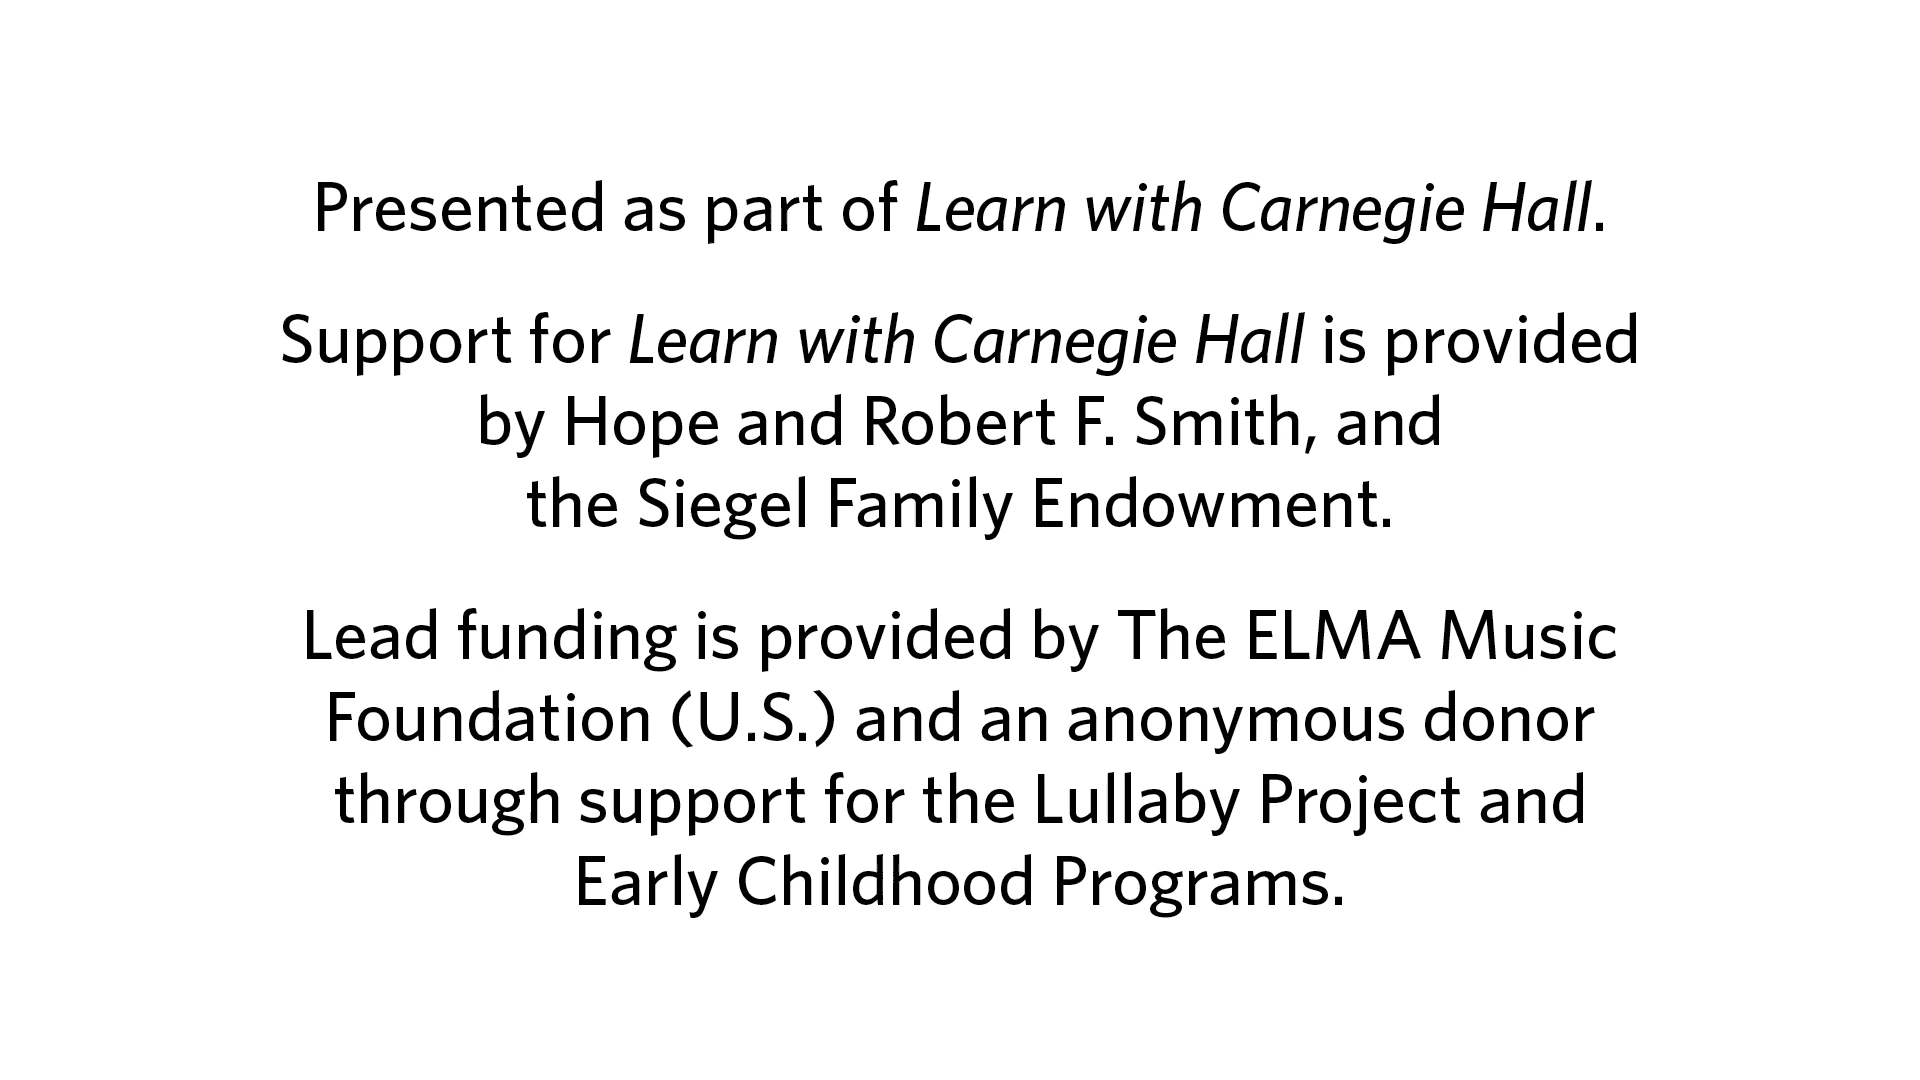 Presented as part of Learn with Carnegie Hall.
Support for Learn with Carnegie Hall is provided
by Hope and Robert F. Smith, and
the Siegel Family Endowment.
Lead funding is provided by The ELMA Music
Foundation (U.S.) and an anonymous donor
through support for the Lullaby Project and
Early Childhood Programs.